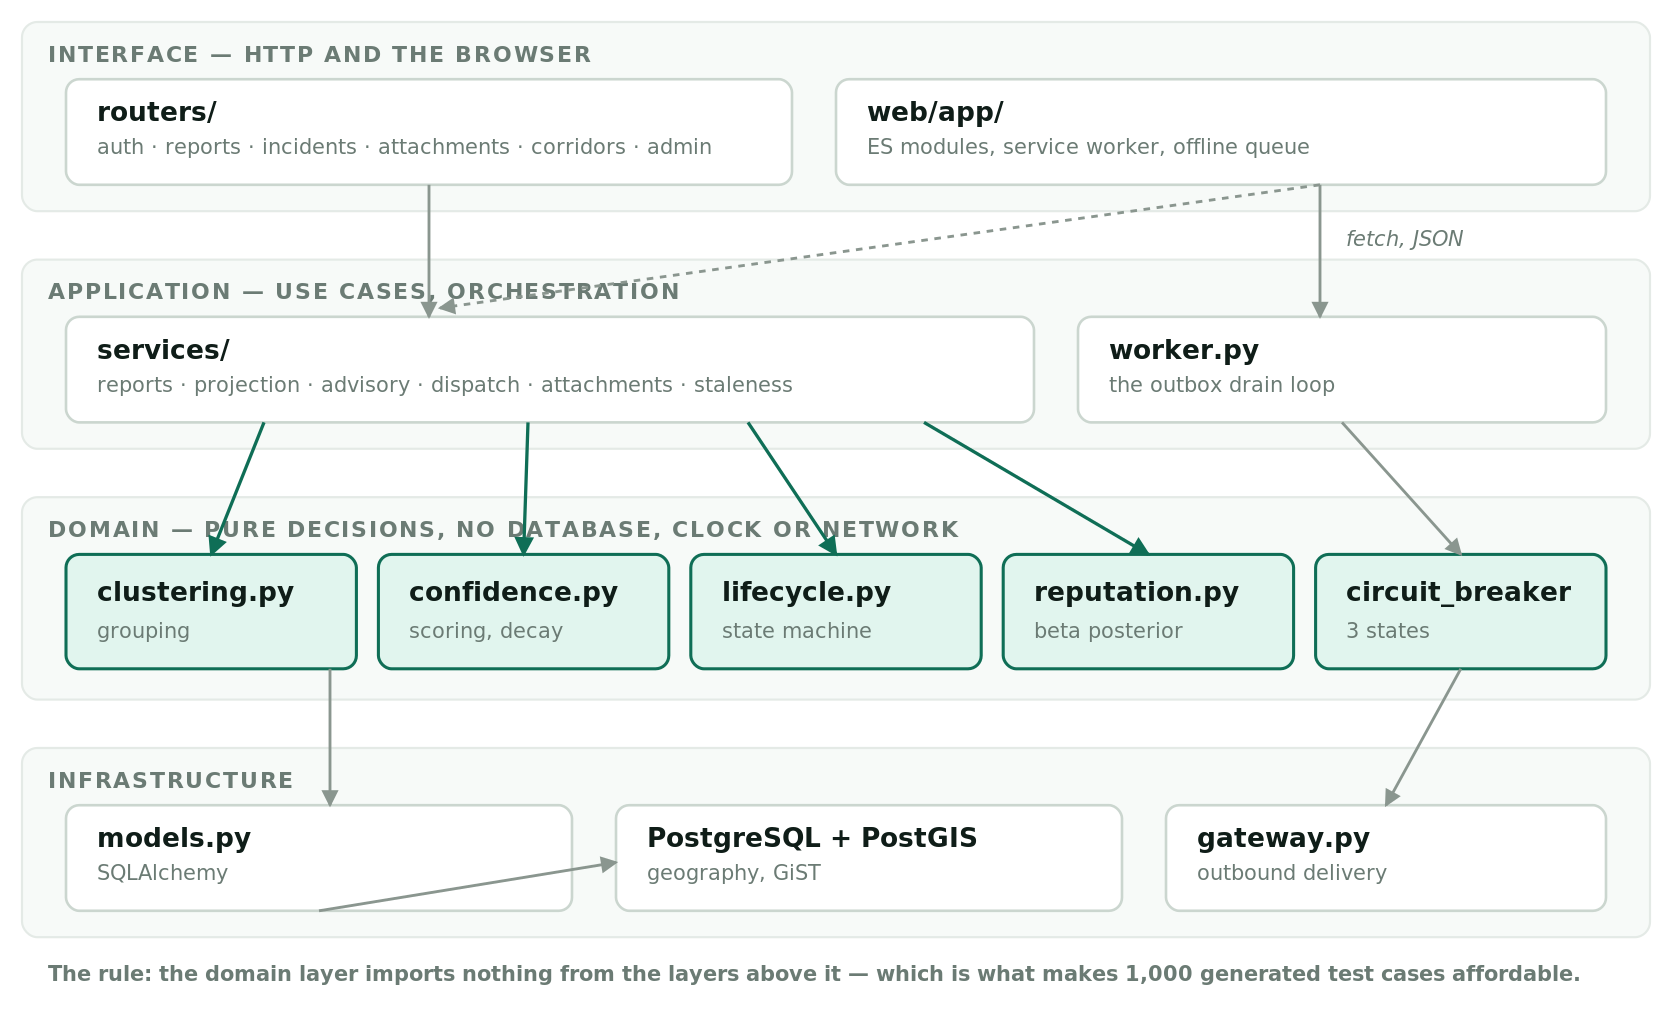 INTERFACE — HTTP AND THE BROWSER
routers/
auth · reports · incidents · attachments · corridors · admin
web/app/
ES modules, service worker, offline queue
fetch, JSON
APPLICATION — USE CASES, ORCHESTRATION
services/
reports · projection · advisory · dispatch · attachments · staleness
worker.py
the outbox drain loop
DOMAIN — PURE DECISIONS, NO DATABASE, CLOCK OR NETWORK
clustering.py
grouping
confidence.py
scoring, decay
lifecycle.py
state machine
reputation.py
beta posterior
circuit_breaker
3 states
INFRASTRUCTURE
models.py
SQLAlchemy
PostgreSQL + PostGIS
geography, GiST
gateway.py
outbound delivery
The rule: the domain layer imports nothing from the layers above it — which is what makes 1,000 generated test cases affordable.